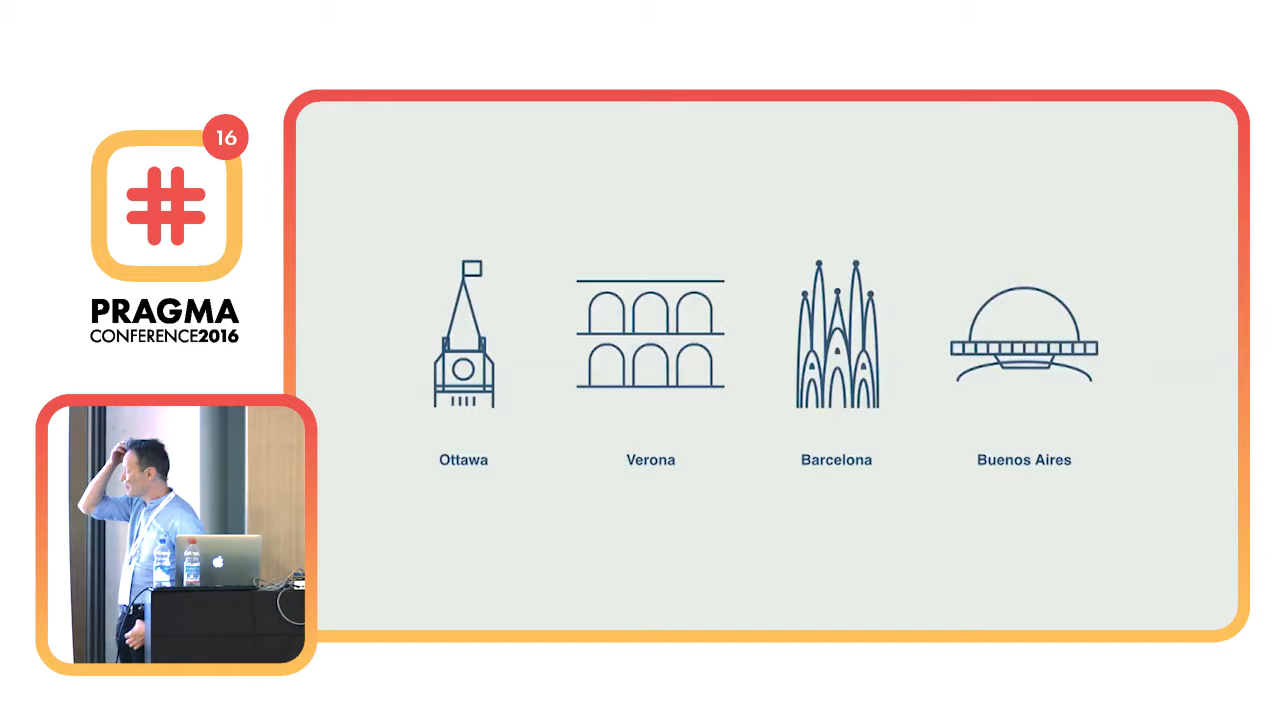 16
PRAGMA
CONFERENCE2016
Ottawa
Verona
Barcelona
Buenos Aires